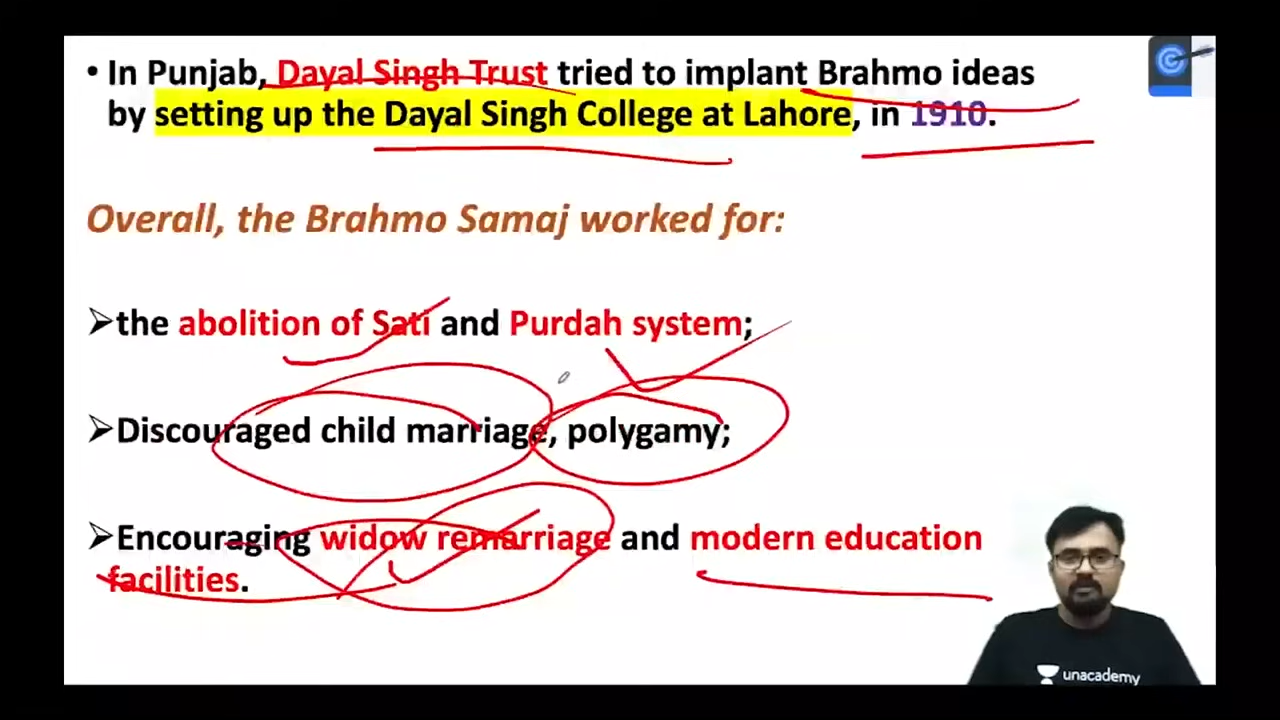 • In Punjab, Dayal Singh Trust tried to implant Brahmo ideas
by setting up the Dayal Singh College at Lahore, in 1910.
Overall, the Brahmo Samaj worked for:
➢the abolition of Sati and Purdah system;
➢Discouraged child marriage, polygamy;
➢Encouraging widow remarriage and modern education
facilities.
unacademy